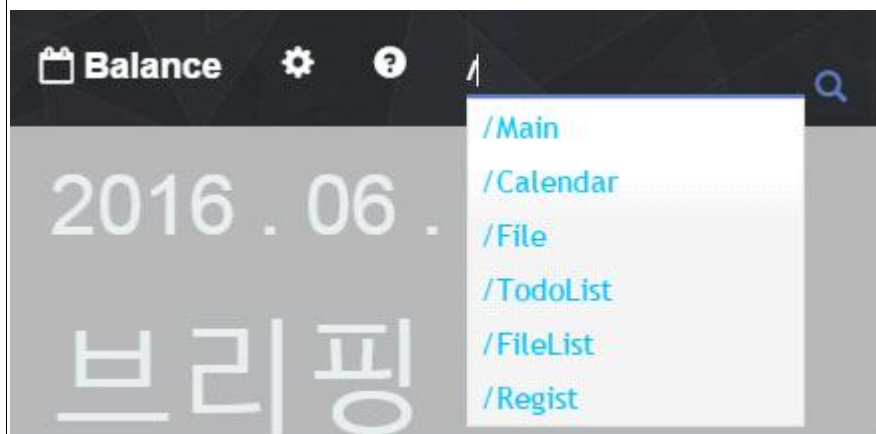 Balance /
/Main
/Calendar
/File
/TodoList
/FileList
/Regist
2016 . 06 .
브리핑